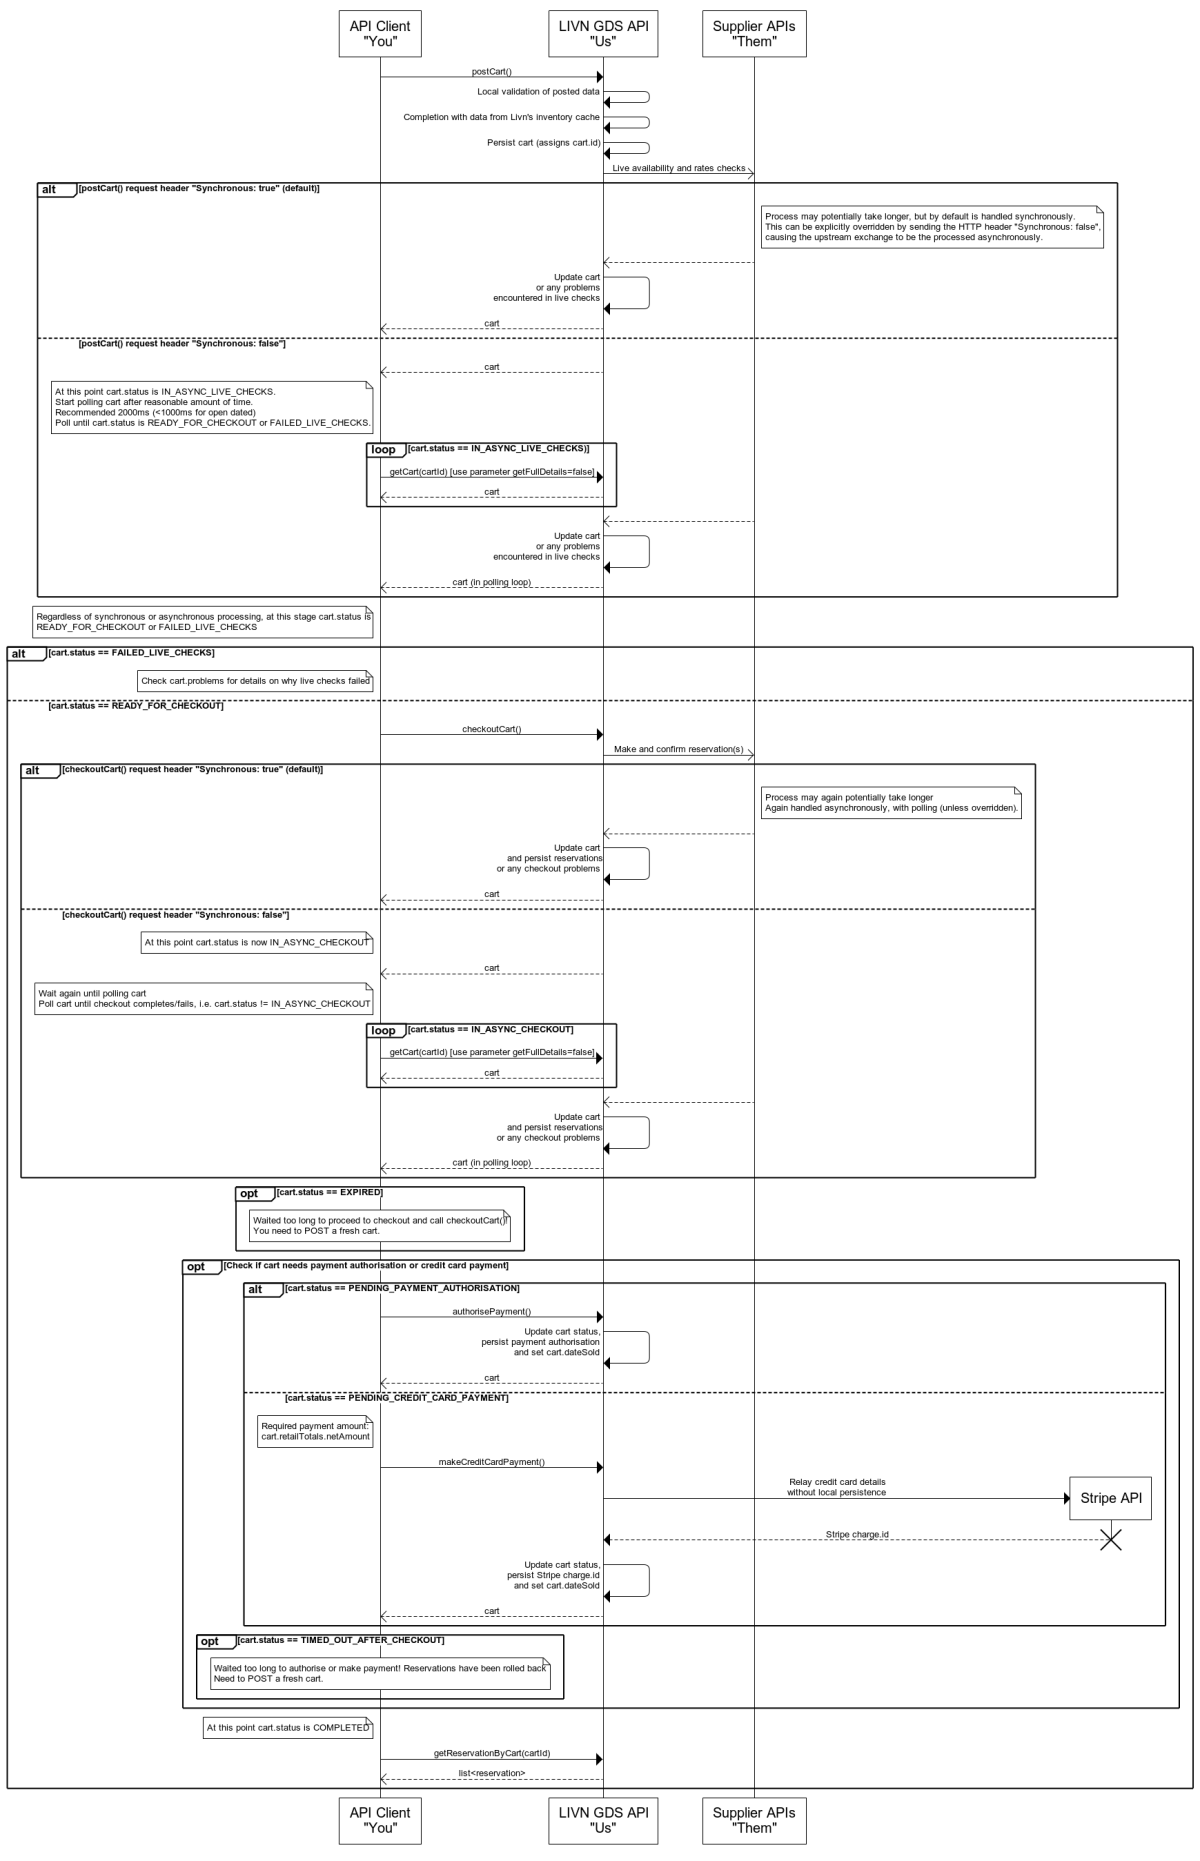 API Client
"You"
LIVN GDS API
"Us"
Supplier APIs
"Them"
postCart()
Local validation of posted data
Completion with data from Livn's inventory cache
Persist cart (assigns cart.id)
Live availability and rates checks
alt
[postCart() request header "Synchronous: true" (default)]
Process may potentially take longer, but by default is handled synchronously.
This can be explicitly overridden by sending the HTTP header "Synchronous: false",
causing the upstream exchange to be the processed asynchronously.
Update cart
or any problems
encountered in live checks
cart
[postCart() request header "Synchronous: false"]
cart
At this point cart.status is IN_ASYNC_LIVE_CHECKS.
Start polling cart after reasonable amount of time.
Recommended 2000ms (<1000ms for open dated)
Poll until cart.status is READY_FOR_CHECKOUT or FAILED_LIVE_CHECKS.
loop
[cart.status == IN_ASYNC_LIVE_CHECKS)]
getCart(cartId) [use parameter getFullDetails=false]
cart
Update cart
or any problems
encountered in live checks
cart (in polling loop)
Regardless of synchronous or asynchronous processing, at this stage cart.status is
READY_FOR_CHECKOUT or FAILED_LIVE_CHECKS
alt
[cart.status == FAILED_LIVE_CHECKS]
Check cart.problems for details on why live checks failed
[cart.status == READY_FOR_CHECKOUT]
checkoutCart()
Make and confirm reservation(s)
alt
[checkoutCart() request header "Synchronous: true" (default)]
Process may again potentially take longer
Again handled asynchronously, with polling (unless overridden).
Update cart
and persist reservations
or any checkout problems
cart
[checkoutCart() request header "Synchronous: false"]
At this point cart.status is now IN_ASYNC_CHECKOUT
cart
Wait again until polling cart
Poll cart until checkout completes/fails, i.e. cart.status != IN_ASYNC_CHECKOUT
loop
[cart.status == IN_ASYNC_CHECKOUT]
getCart(cartId) [use parameter getFullDetails=false]
cart
Update cart
and persist reservations
or any checkout problems
cart (in polling loop)
opt
[cart.status == EXPIRED]
Waited too long to proceed to checkout and call checkoutCart()!
You need to POST a fresh cart.
opt
[Check if cart needs payment authorisation or credit card payment]
alt
[cart.status == PENDING_PAYMENT_AUTHORISATION]
authorisePayment()
Update cart status,
persist payment authorisation
and set cart.dateSold
cart
[cart.status == PENDING_CREDIT_CARD_PAYMENT]
Required payment amount:
cart.retailTotals.netAmount
makeCreditCardPayment()
Relay credit card details
without local persistence
Stripe API
Stripe charge.id
Update cart status,
persist Stripe charge.id
and set cart.dateSold
cart
opt
[cart.status == TIMED_OUT_AFTER_CHECKOUT]
Waited too long to authorise or make payment! Reservations have been rolled back
Need to POST a fresh cart.
At this point cart.status is COMPLETED
getReservationByCart(cartId)
list<reservation>
API Client
"You"
LIVN GDS API
"Us"
Supplier APIs
"Them"